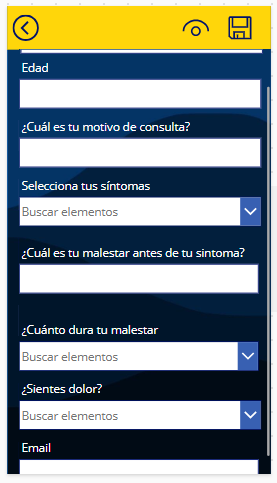 Edad
¿Cuál es tu motivo de consulta?
Selecciona tus síntomas
Buscar elementos
¿Cuál es tu malestar antes de tu sintoma?
¿Cuánto dura tu malestar
Buscar elementos
¿Sientes dolor?
Buscar elementos
Email